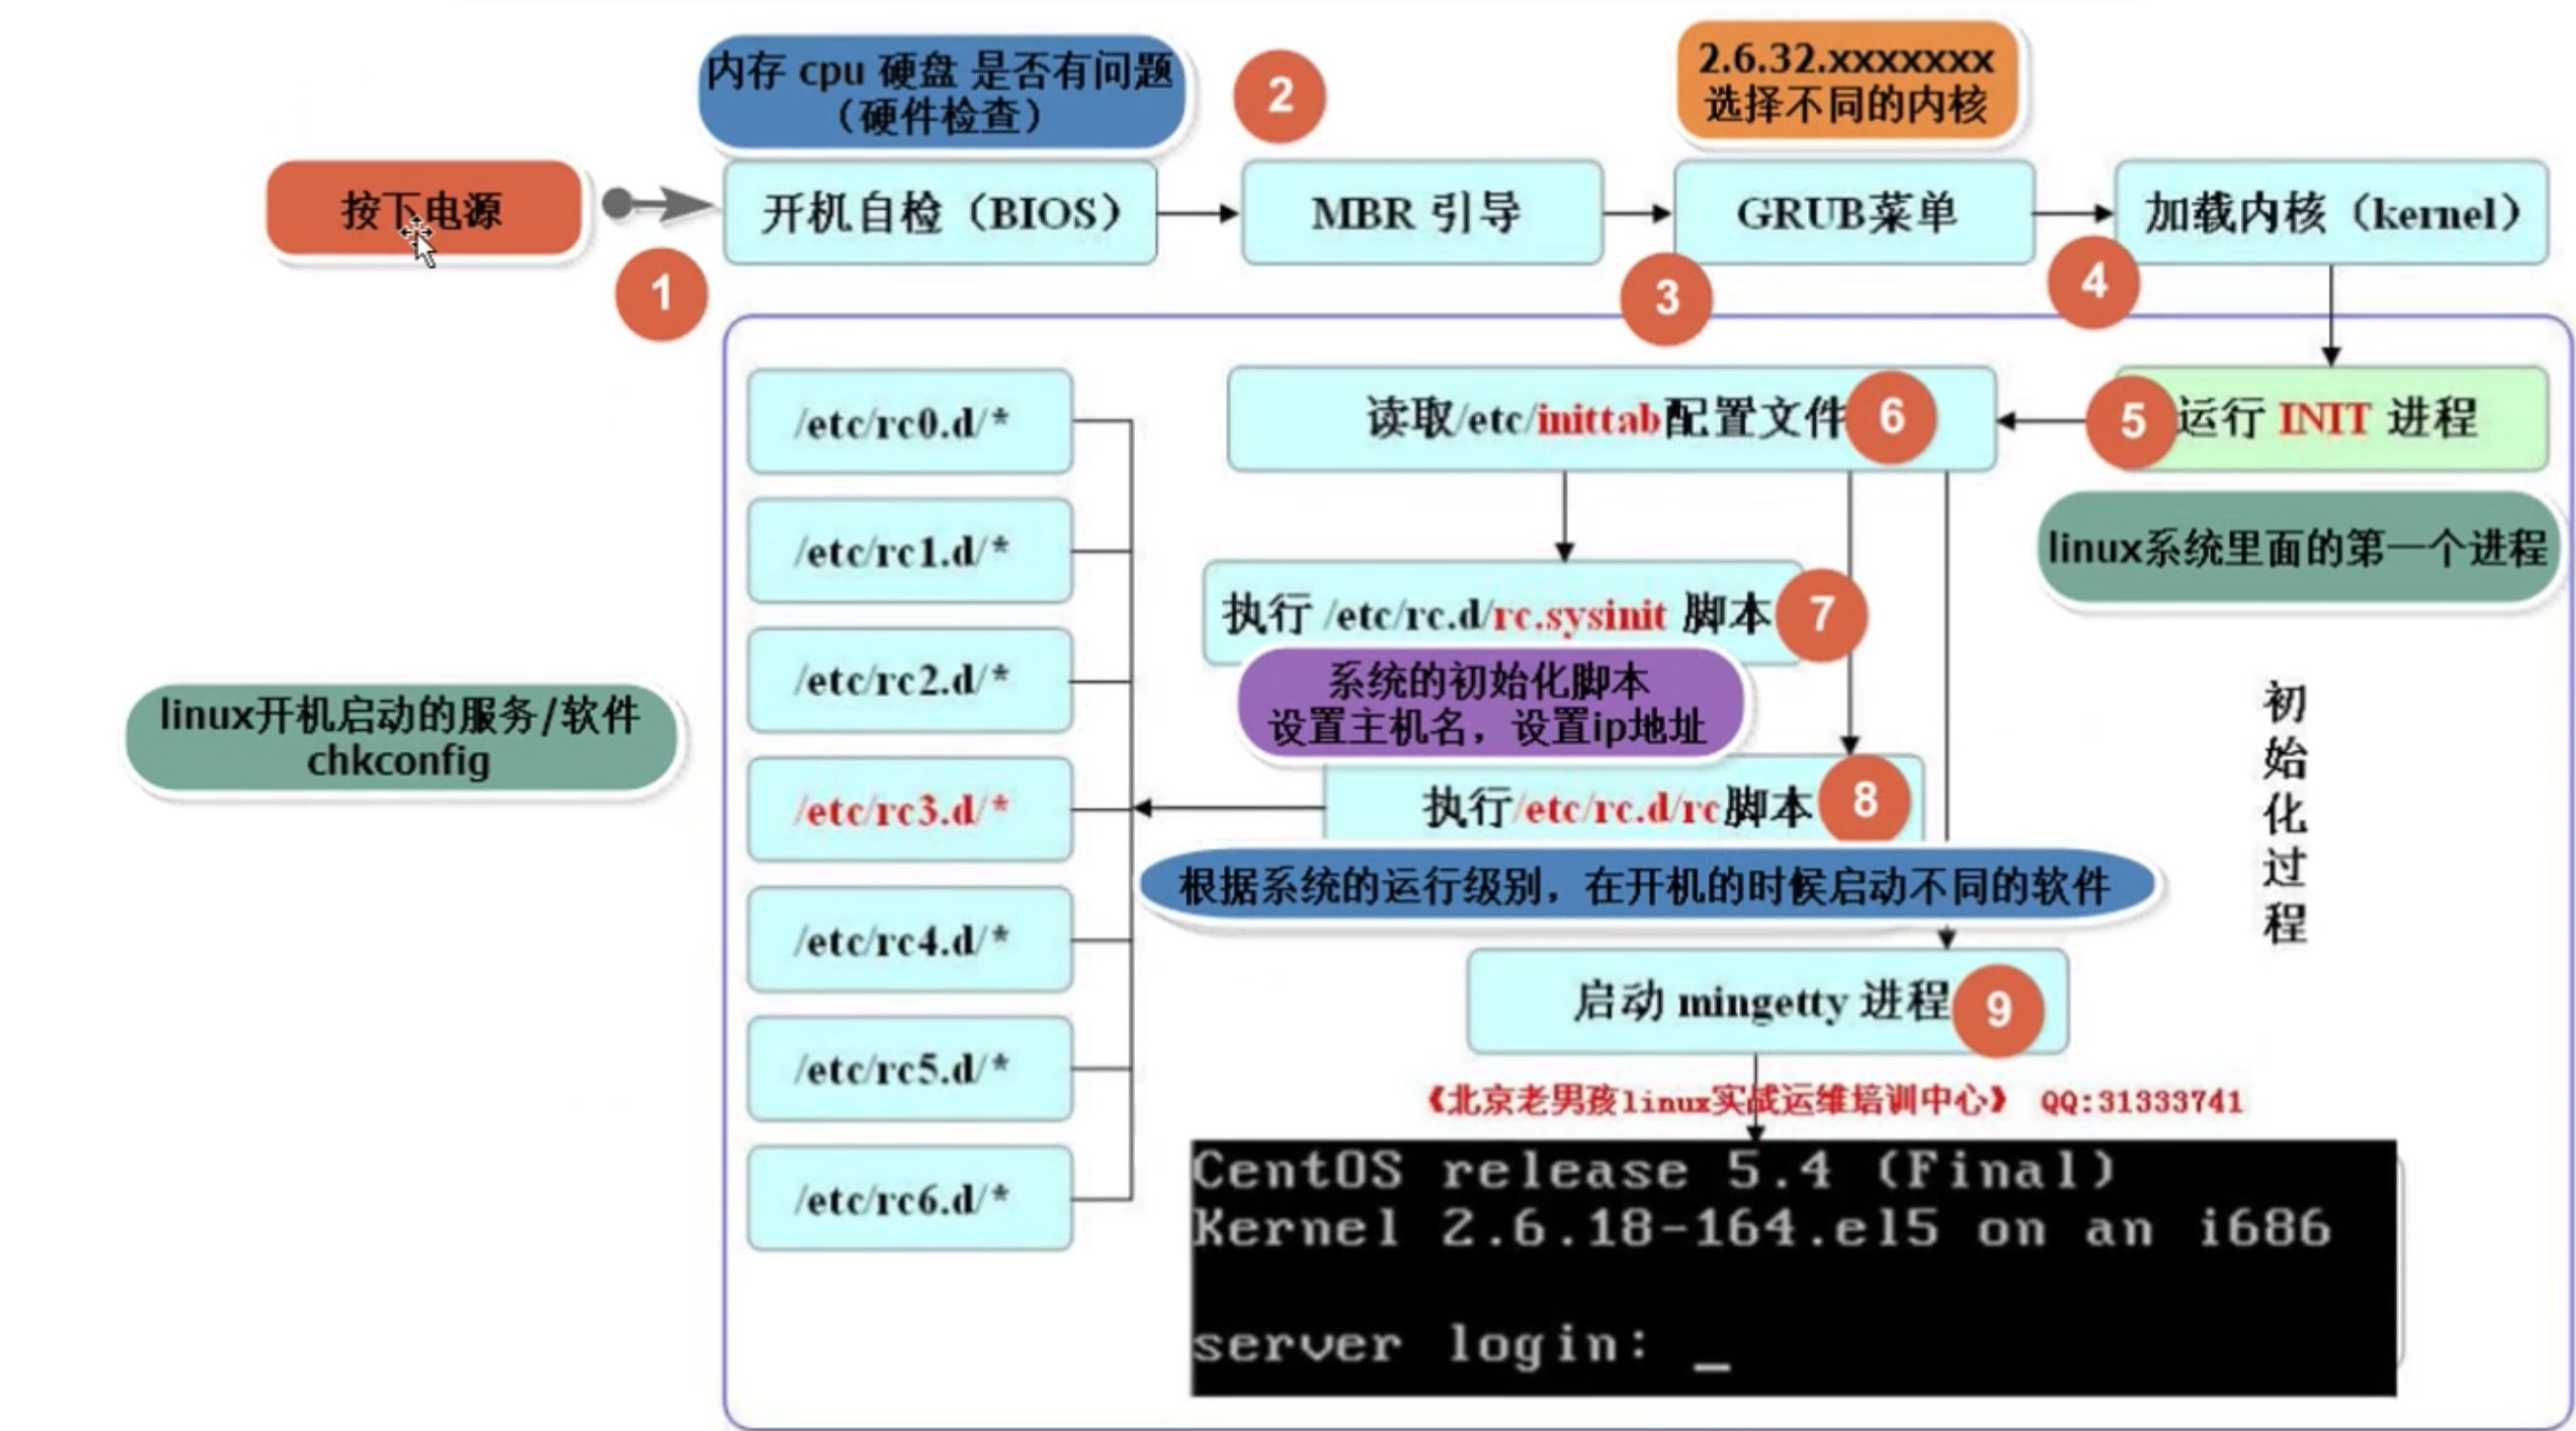 内存 cpu 硬盘 是否有问题
（硬件检查）
2
2.6.32.xxxxxxx
选择不同的内核
按下电源
开机自检（BIOS）
MBR 引导
GRUB菜单
加载内核（kernel）
1
3
4
/etc/rc0.d/*
读取/etc/inittab配置文件
6
5
运行 INIT 进程
/etc/rc1.d/*
linux系统里面的第一个进程
执行 /etc/rc.d/rc.sysinit 脚本
7
/etc/rc2.d/*
系统的初始化脚本
设置主机名，设置ip地址
初始化过程
linux开机启动的服务/软件
chkconfig
/etc/rc3.d/*
执行/etc/rc.d/rc脚本
8
根据系统的运行级别，在开机的时候启动不同的软件
/etc/rc4.d/*
启动 mingetty 进程
9
/etc/rc5.d/*
《北京老男孩linux实战运维培训中心》 QQ:31333741
/etc/rc6.d/*
CentOS release 5.4 (Final)
Kernel 2.6.18-164.el5 on an i686
server login: _